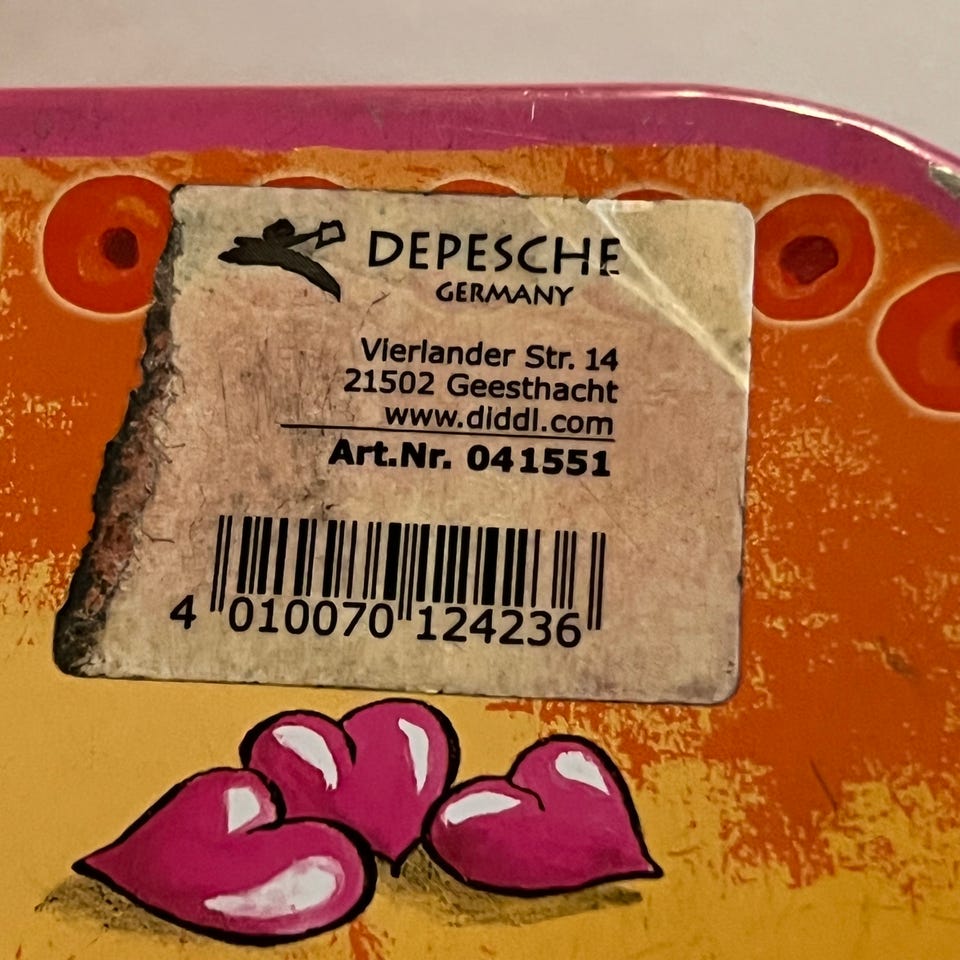 DEPESCHE
GERMANY
Vierlander Str. 14
21502 Geesthacht
www.diddl.com
Art.Nr. 041551
4 010070 124236